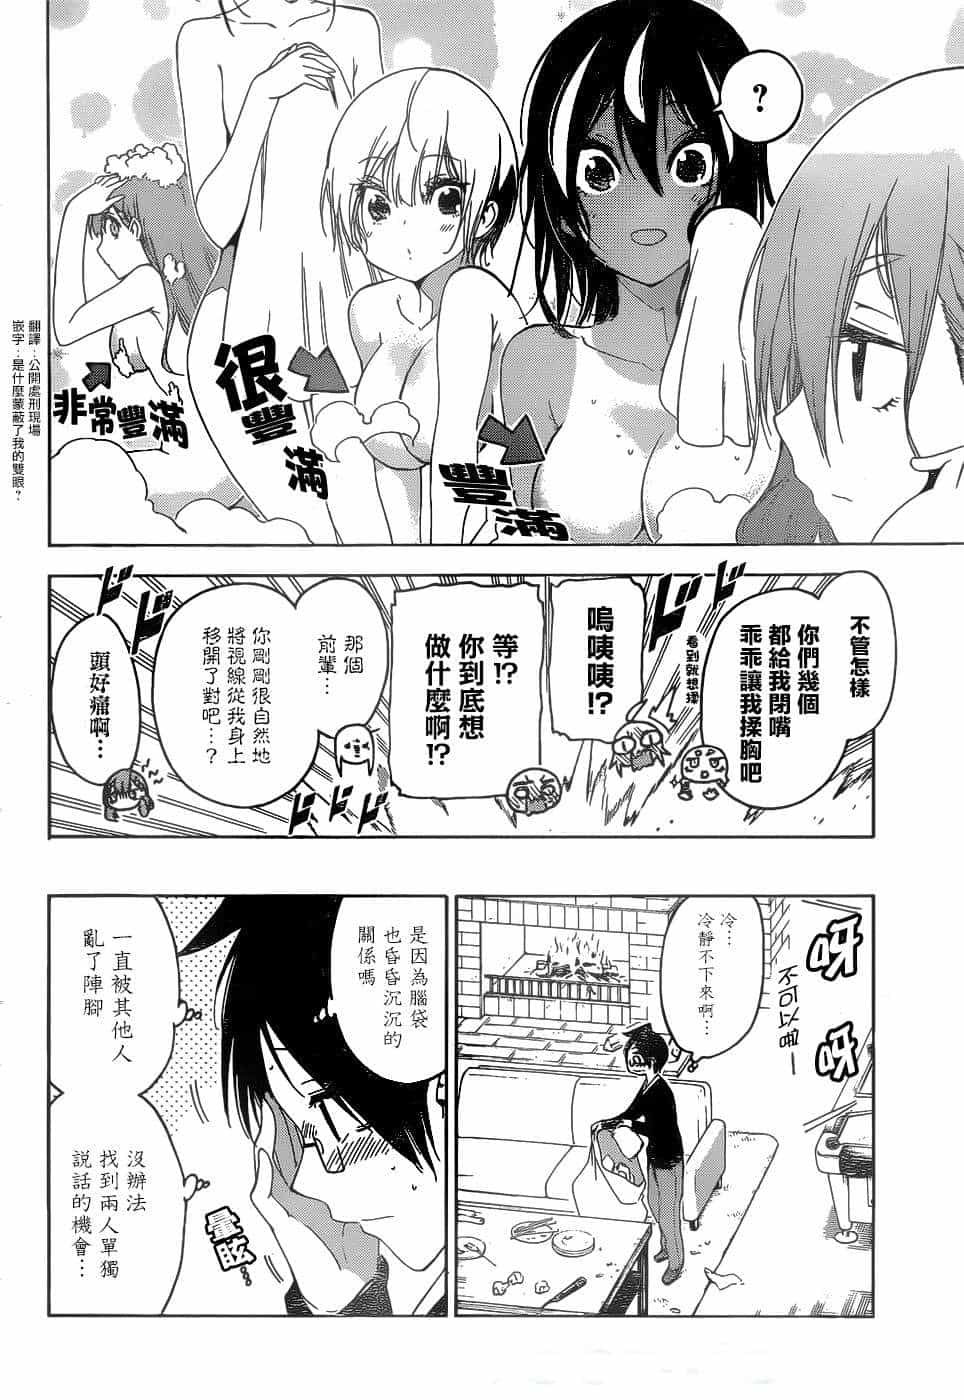 ?
豐
滿
很
豐
滿
非常豐滿
翻譯：公開處刑現場
嵌字：是什麼蒙蔽了我的雙眼？
不管怎樣
你們幾個
都給我閉嘴
乖乖讓我揉胸吧
看到就想揉
嗚咦咦!?
等!?
你到底想
做什麼啊!?
那個
前輩…
你剛剛很自然地
將視線從我身上
移開了對吧…?
頭好痛啊…
ドド
ドド
ドドド
呀
呀
不可以啦—
冷…
冷靜不下來啊…
是因為腦袋
也昏昏沉沉的
關係嗎
一直被其他人
亂了陣腳
暈眩…
沒辦法
找到兩人單獨
說話的機會…